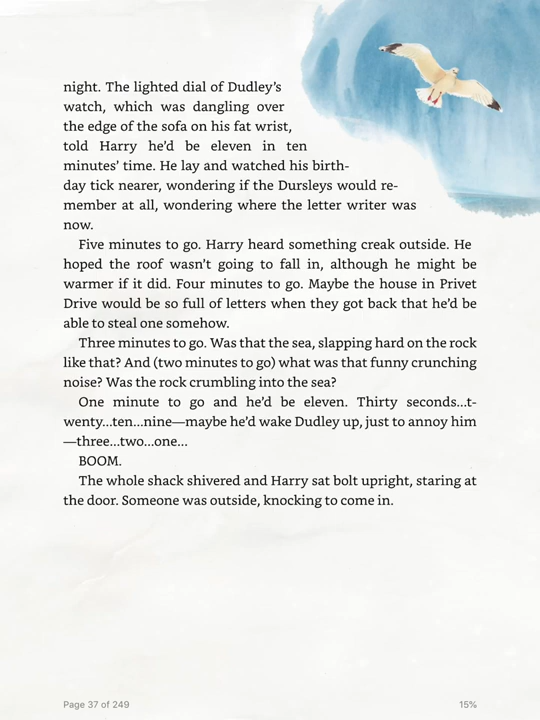 night. The lighted dial of Dudley’s
watch, which was dangling over
the edge of the sofa on his fat wrist,
told Harry he’d be eleven in ten
minutes’ time. He lay and watched his birth-
day tick nearer, wondering if the Dursleys would re-
member at all, wondering where the letter writer was
now.
Five minutes to go. Harry heard something creak outside. He
hoped the roof wasn’t going to fall in, although he might be
warmer if it did. Four minutes to go. Maybe the house in Privet
Drive would be so full of letters when they got back that he’d be
able to steal one somehow.
Three minutes to go. Was that the sea, slapping hard on the rock
like that? And (two minutes to go) what was that funny crunching
noise? Was the rock crumbling into the sea?
One minute to go and he’d be eleven. Thirty seconds...t-
wenty...ten...nine—maybe he’d wake Dudley up, just to annoy him
—three...two...one...
BOOM.
The whole shack shivered and Harry sat bolt upright, staring at
the door. Someone was outside, knocking to come in.
Page 37 of 249
15%